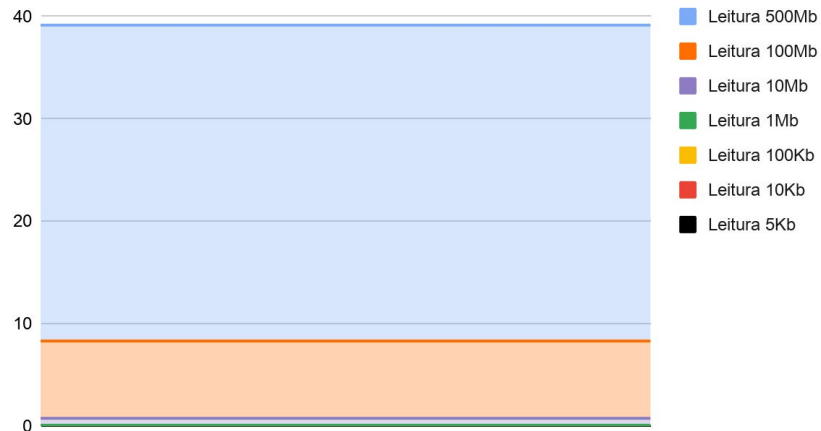 40
30
20
10
0
Leitura 500Mb
Leitura 100Mb
Leitura 10Mb
Leitura 1Mb
Leitura 100Kb
Leitura 10Kb
Leitura 5Kb